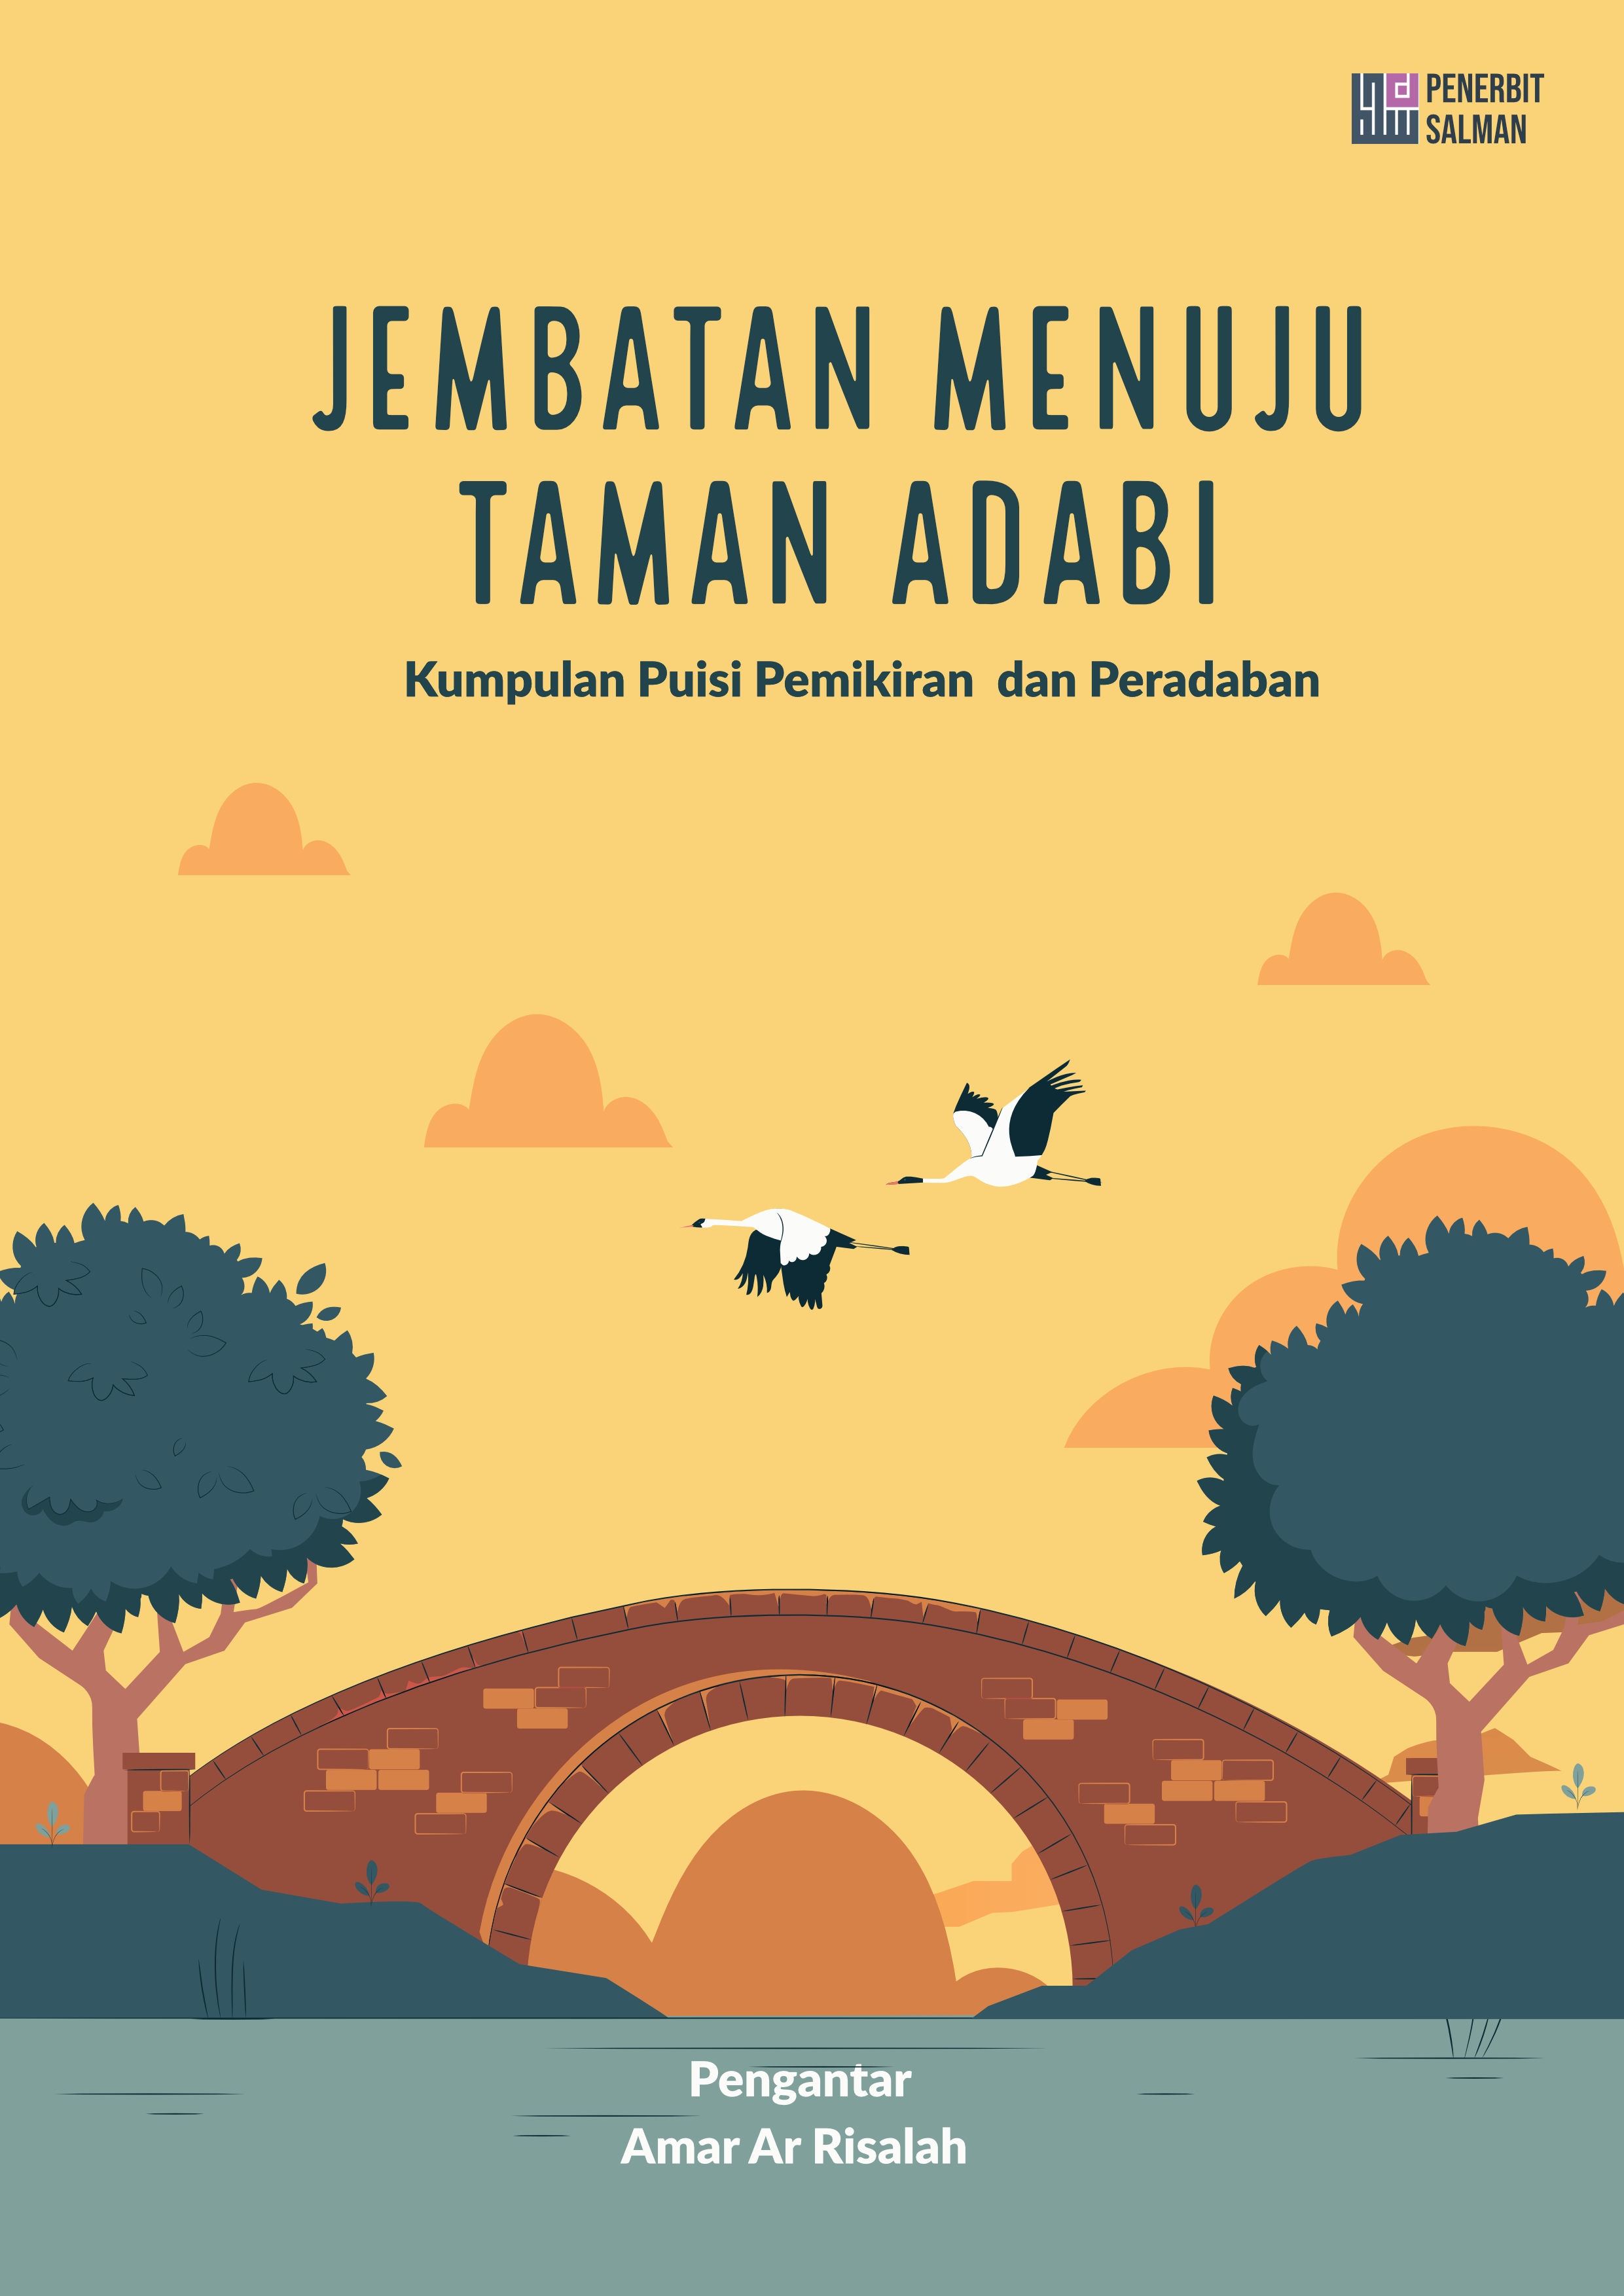 PENERBIT
SALMAN
JEMBATAN MENUJU
TAMAN ADABI
Kumpulan Puisi Pemikiran dan Peradaban
Pengantar
Amar Ar Risalah